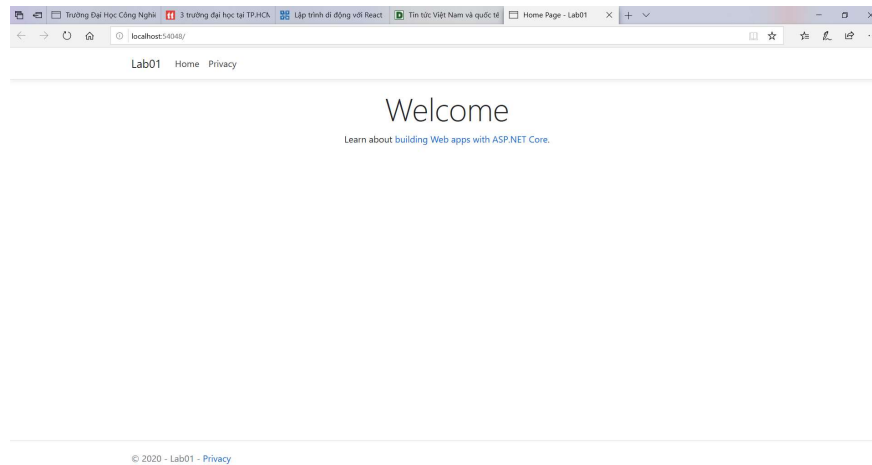 Trường Đại Học Công Nghiệ
3 trường đại học tại TP.HCM
Lập trình di động với React
Tin tức Việt Nam và quốc tế
Home Page - Lab01
localhost:54048/
Lab01 Home Privacy
Welcome
Learn about building Web apps with ASP.NET Core.
© 2020 - Lab01 - Privacy